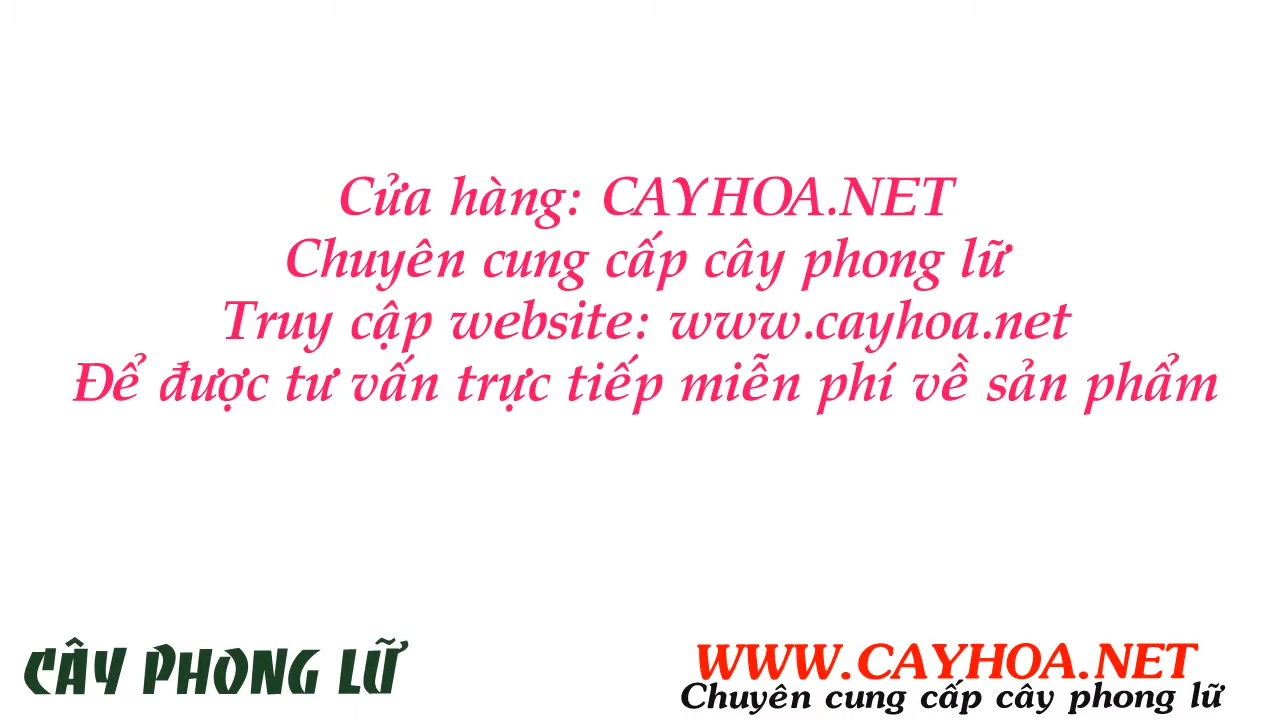 Cửa hàng: CAYHOA.NET
Chuyên cung cấp cây phong lữ
Truy cập website: www.cayhoa.net
Để được tư vấn trực tiếp miễn phí về sản phẩm
CÂY PHONG LỮ
WWW.CAYHOA.NET
Chuyên cung cấp cây phong lữ